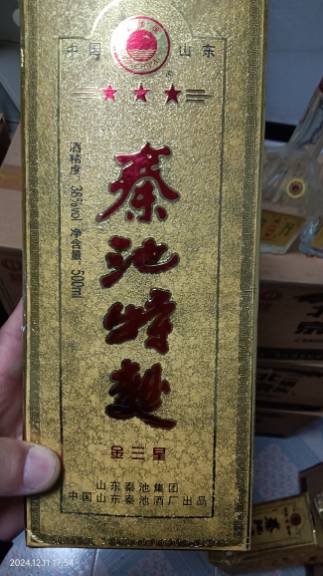 中国 山东
秦池特麯
酒精度 38%vol 净含量 500ml
金三星
山东秦池集团
中国山东秦池酒厂出品
2024.12.11 17:54